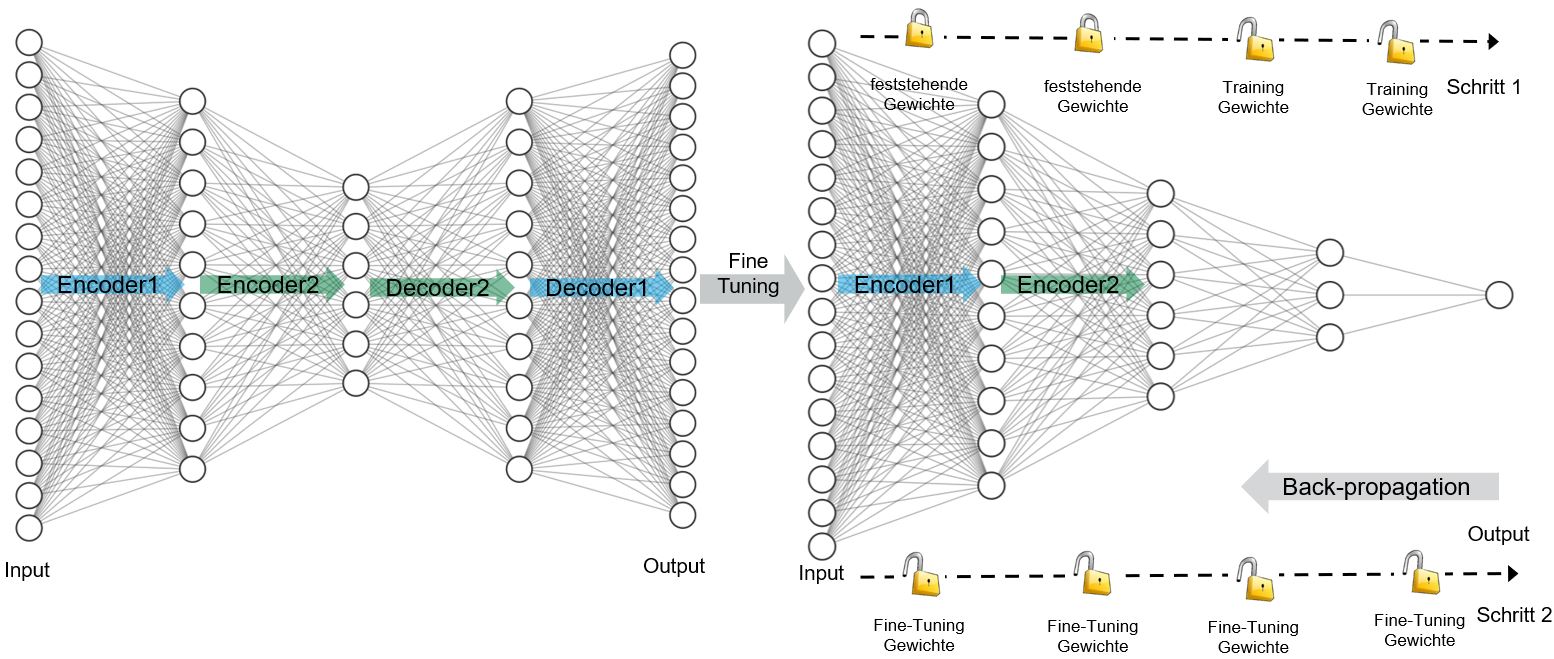 feststehende
Gewichte
feststehende
Gewichte
Training
Gewichte
Training
Gewichte
Schritt 1
Encoder1
Encoder2
Decoder2
Decoder1
Fine
Tuning
Encoder1
Encoder2
Back-propagation
Input
Output
Input
Output
Fine-Tuning
Gewichte
Fine-Tuning
Gewichte
Fine-Tuning
Gewichte
Fine-Tuning
Gewichte
Schritt 2